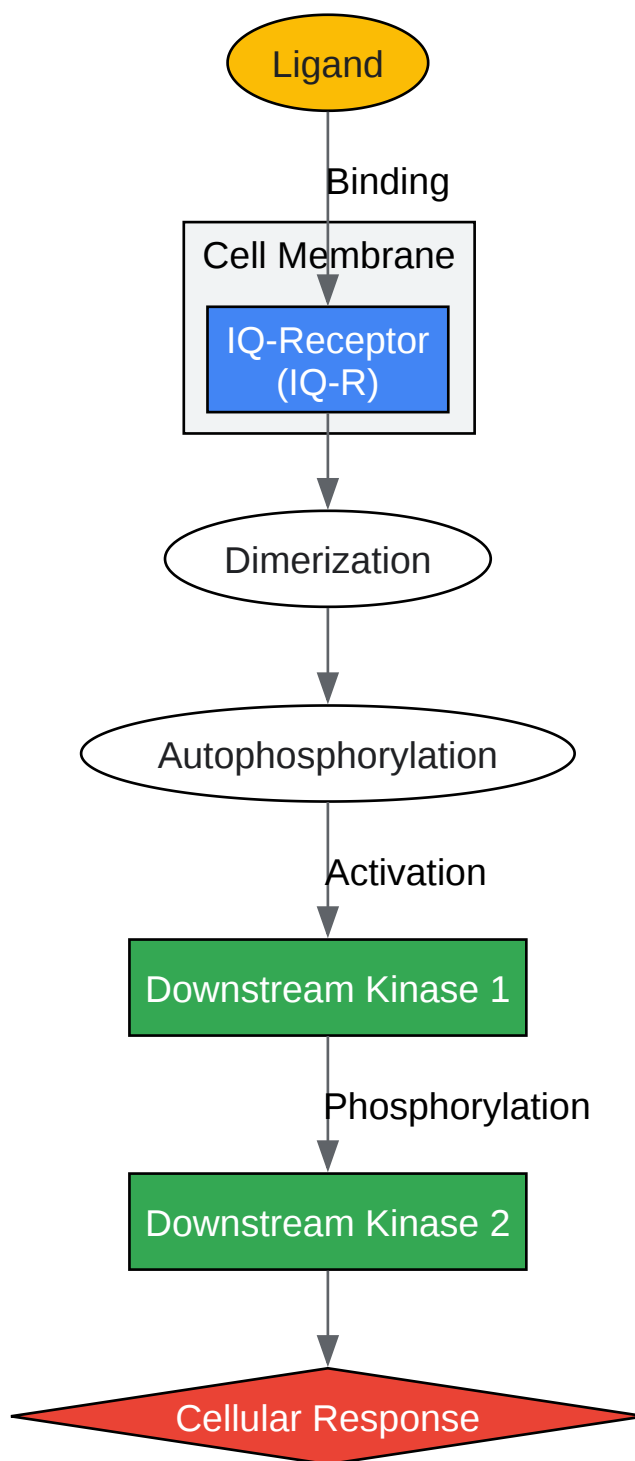 Ligand
Binding
Cell Membrane
IQ-Receptor
(IQ-R)
Dimerization
Autophosphorylation
Activation
Downstream Kinase 1
Phosphorylation
Downstream Kinase 2
Cellular Response